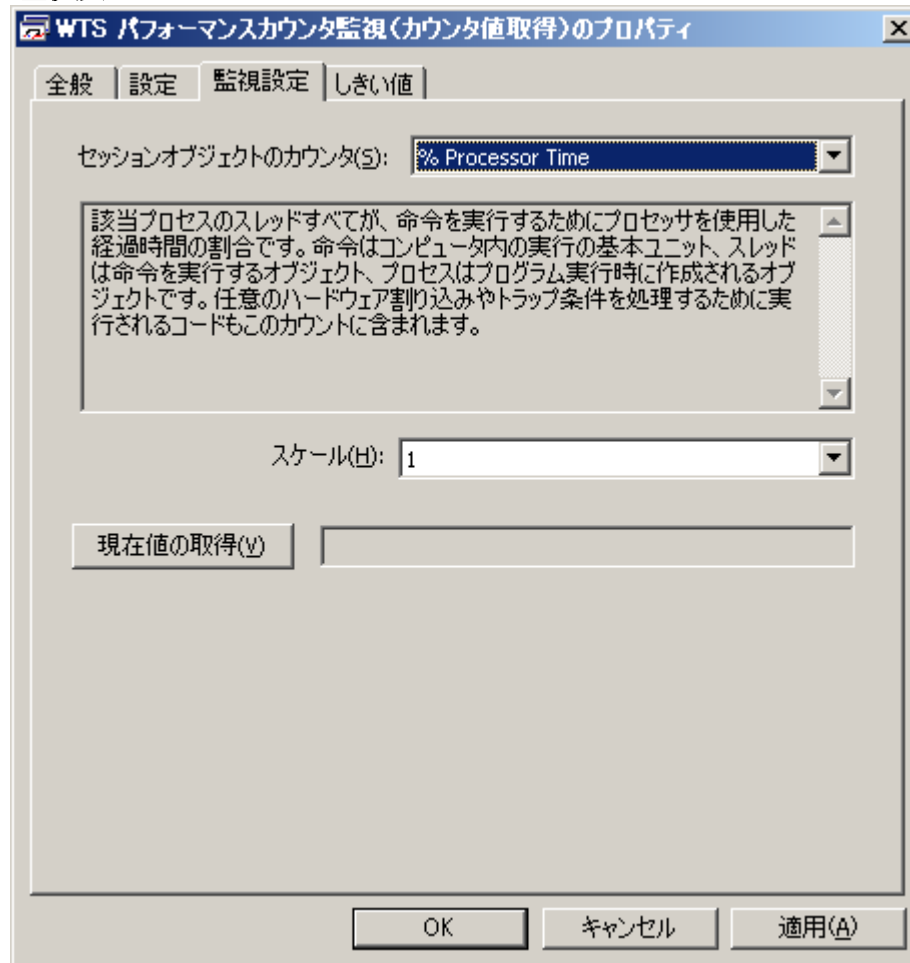 WTS パフォーマンスカウンタ監視(カウンタ値取得)のプロパティ
全般 設定 監視設定 しきい値
セッションオブジェクトのカウンタ(S): % Processor Time
該当プロセスのスレッドすべてが、命令を実行するためにプロセッサを使用した
経過時間の割合です。命令はコンピュータ内の実行の基本ユニット、スレッド
は命令を実行するオブジェクト、プロセスはプログラム実行時に作成されるオブ
ジェクトです。任意のハードウェア割り込みやトラップ条件を処理するために実
行されるコードもこのカウントに含まれます。
スケール(H): 1
現在値の取得(V)
OK キャンセル 適用(A)